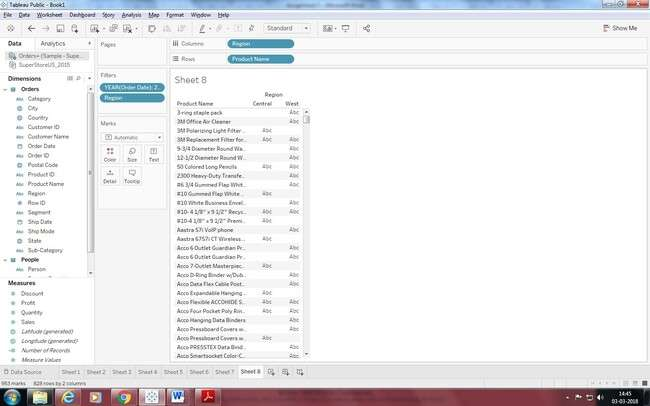 Tableau Public - Book1
File Data Worksheet Dashboard Story Analysis Map Format Window Help
Standard
Show Me
Data Analytics
Orders+ (Sample - Supe...
SuperStoreUS_2015
Dimensions
Orders
Category
City
Country
Customer ID
Customer Name
Order Date
Order ID
Postal Code
Product ID
Product Name
Region
Row ID
Segment
Ship Date
Ship Mode
State
Sub-Category
People
Person
Measures
Discount
Profit
Quantity
Sales
Latitude (generated)
Longitude (generated)
Number of Records
Measure Values
Pages
Filters
YEAR(Order Date): 2..
Region
Marks
Automatic
Color Size Text
Detail Tooltip
Columns Region
Rows Product Name
Sheet 8
Region
Product Name Central West
3-ring staple pack Abc
3M Office Air Cleaner Abc
3M Polarizing Light Filter .. Abc
3M Replacement Filter for.. Abc Abc
9-3/4 Diameter Round Wa.. Abc
12-1/2 Diameter Round W.. Abc
50 Colored Long Pencils Abc
2300 Heavy-Duty Transfe.. Abc
#6 3/4 Gummed Flap Whit.. Abc
#10 Gummed Flap White .. Abc
#10 White Business Envel.. Abc
#10- 4 1/8" x 9 1/2" Recys.. Abc Abc
#10-4 1/8" x 9 1/2" Premi.. Abc Abc
Aastra 57i VoIP phone Abc
Aastra 6757i CT Wireless.. Abc
Acco 6 Outlet Guardian Pr.. Abc
Acco 6 Outlet Guardian Pr.. Abc
Acco 7-Outlet Masterpiec.. Abc
Acco D-Ring Binder w/Dub.. Abc
Acco Data Flex Cable Post.. Abc
Acco Expandable Hanging .. Abc
Acco Flexible ACCOHIDE S.. Abc Abc
Acco Four Pocket Poly Rin.. Abc Abc
Acco Hanging Data Binders Abc
Acco Pressboard Covers w.. Abc
Acco Pressboard Covers w.. Abc Abc
Acco PRESSTEX Data Bind.. Abc
Acco Smartsocket Color-C.. Abc
Data Source Sheet 1 Sheet 2 Sheet 3 Sheet 4 Sheet 5 Sheet 6 Sheet 7 Sheet 8
963 marks 828 rows by 2 columns
14:45
03-03-2018